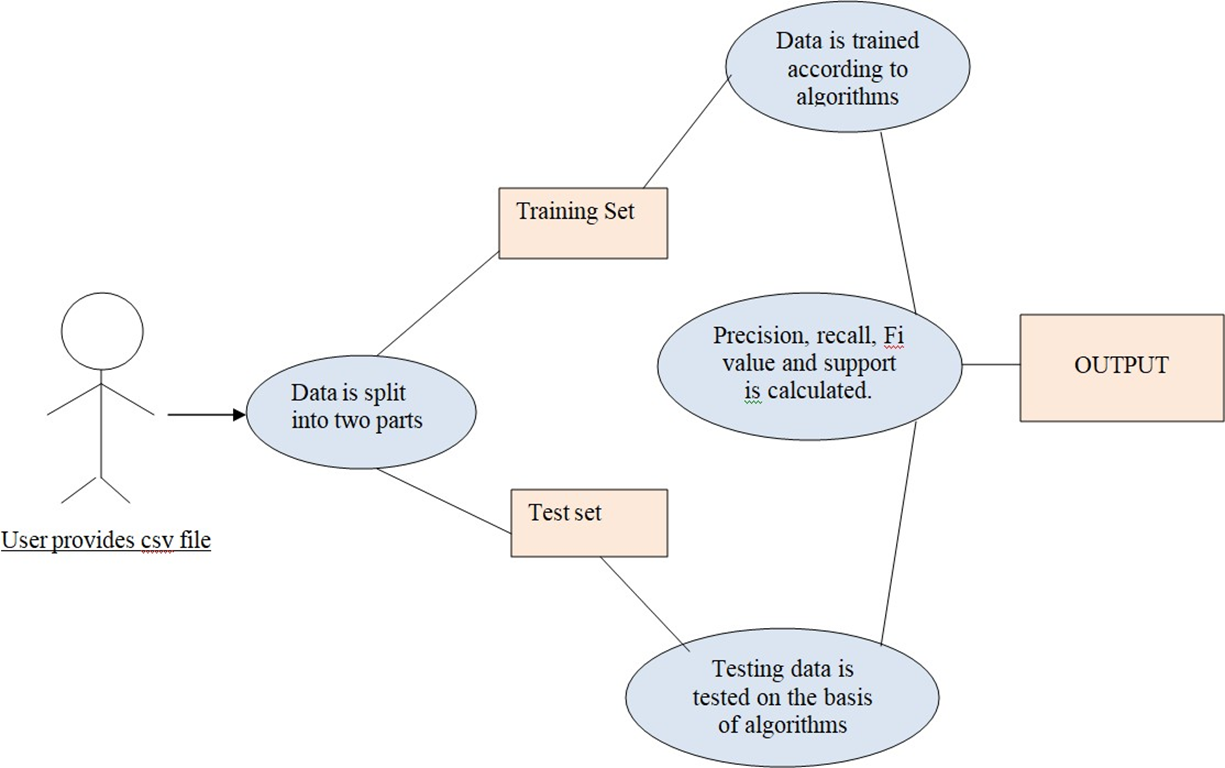 Data is trained
according to
algorithms
Training Set
Precision, recall, Fi
value and support
is calculated.
OUTPUT
Data is split
into two parts
Test set
User provides csv file
Testing data is
tested on the basis
of algorithms